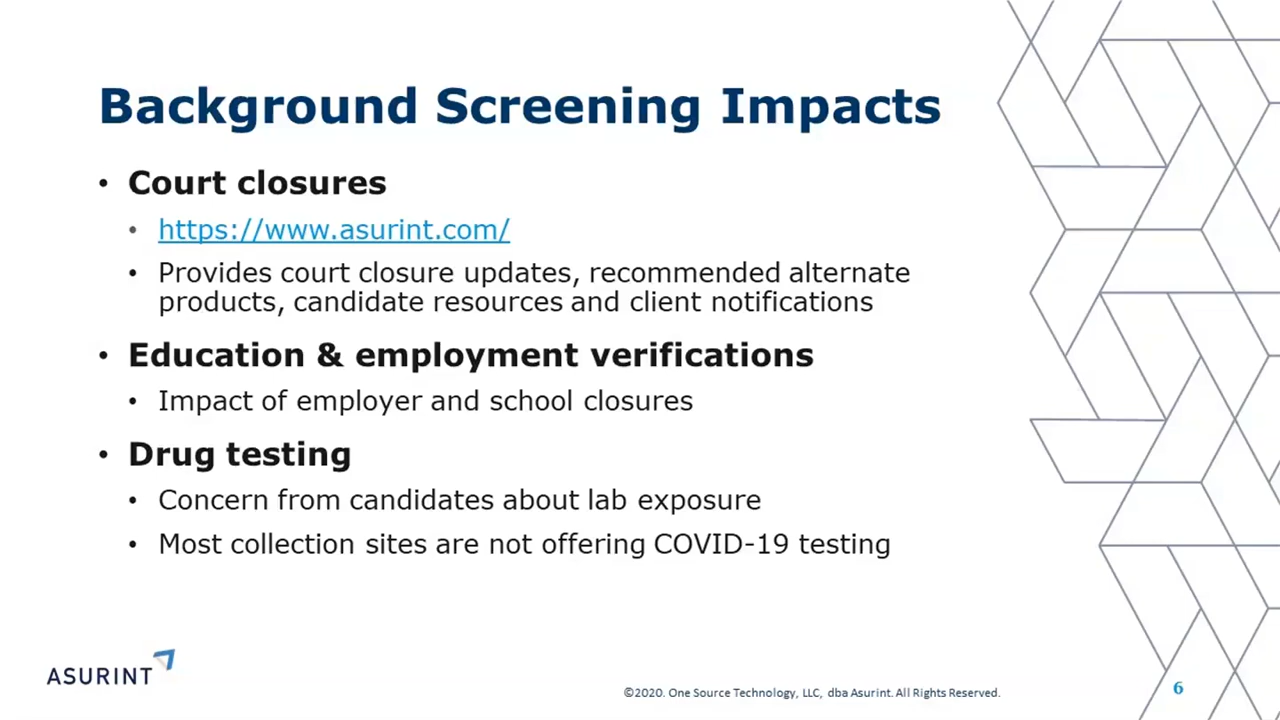 Background Screening Impacts
• Court closures
• https://www.asurint.com/
• Provides court closure updates, recommended alternate
products, candidate resources and client notifications
• Education & employment verifications
• Impact of employer and school closures
• Drug testing
• Concern from candidates about lab exposure
• Most collection sites are not offering COVID-19 testing
ASURINT
©2020. One Source Technology, LLC, dba Asurint. All Rights Reserved.
6